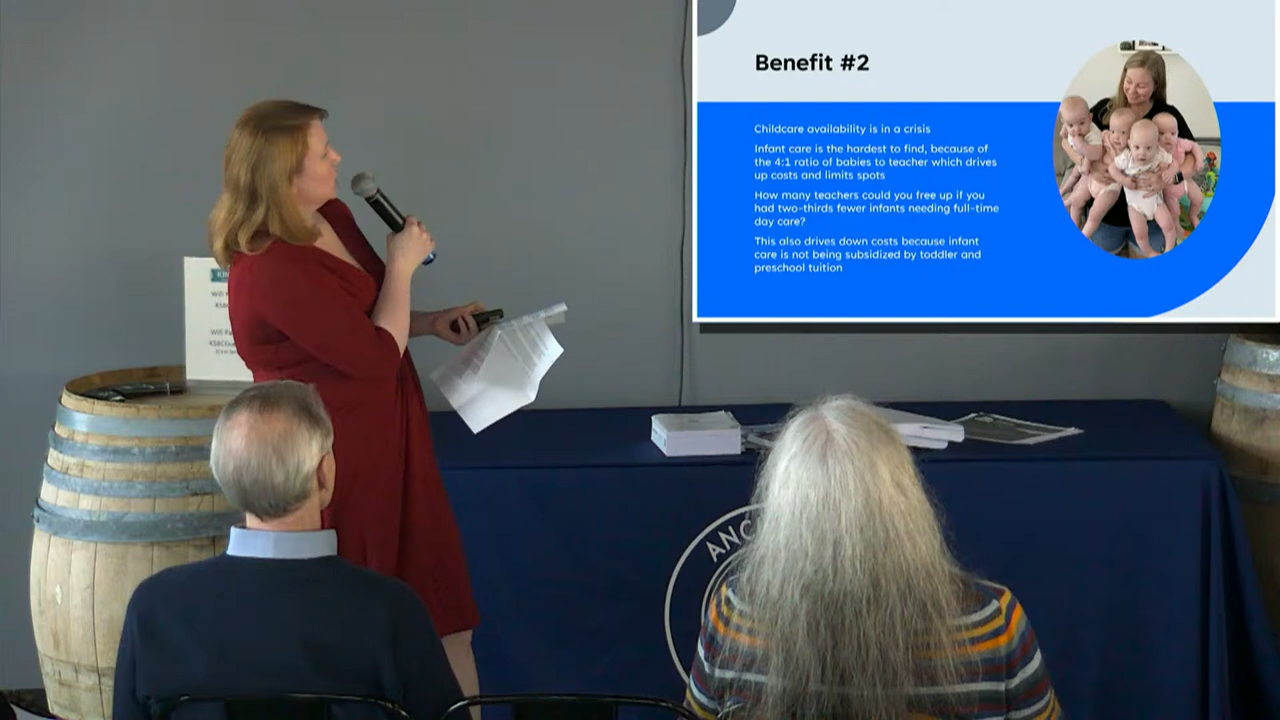 Benefit #2
Childcare availability is in a crisis
Infant care is the hardest to find, because of
the 4:1 ratio of babies to teacher which drives
up costs and limits spots
How many teachers could you free up if you
had two-thirds fewer infants needing full-time
day care?
This also drives down costs because infant
care is not being subsidized by toddler and
preschool tuition
Will
Will
ANC